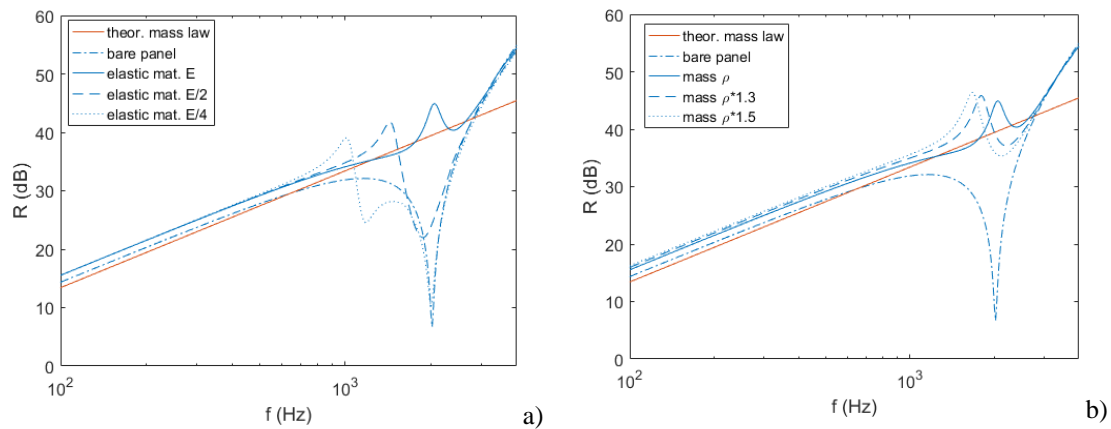 60
50
40
30
20
10
0
R (dB)
theor. mass law
bare panel
elastic mat. E
elastic mat. E/2
elastic mat. E/4
10²
10³
f (Hz)
a)
60
50
40
30
20
10
0
R (dB)
theor. mass law
bare panel
mass ρ
mass ρ*1.3
mass ρ*1.5
10²
10³
f (Hz)
b)